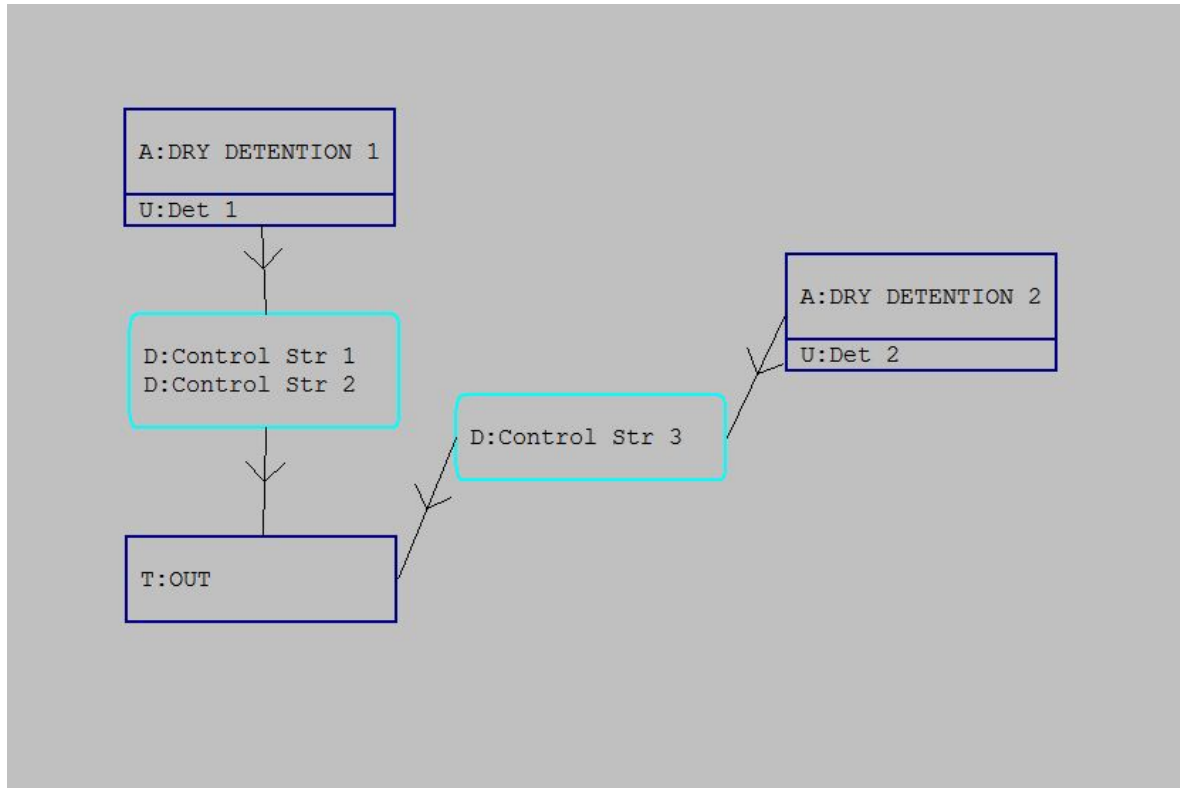 A:DRY DETENTION 1
U:Det 1
D:Control Str 1
D:Control Str 2
T:OUT
D:Control Str 3
A:DRY DETENTION 2
U:Det 2